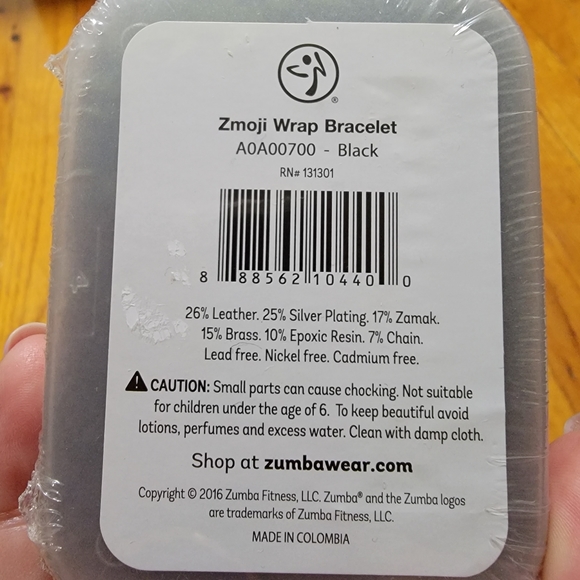 ®
Zmoji Wrap Bracelet
A0A00700 - Black
RN# 131301
8 88562 10440 0
26% Leather. 25% Silver Plating. 17% Zamak.
15% Brass. 10% Epoxic Resin. 7% Chain.
Lead free. Nickel free. Cadmium free.
CAUTION: Small parts can cause chocking. Not suitable
for children under the age of 6. To keep beautiful avoid
lotions, perfumes and excess water. Clean with damp cloth.
Shop at zumbawear.com
Copyright © 2016 Zumba Fitness, LLC. Zumba® and the Zumba logos
are trademarks of Zumba Fitness, LLC.
MADE IN COLOMBIA